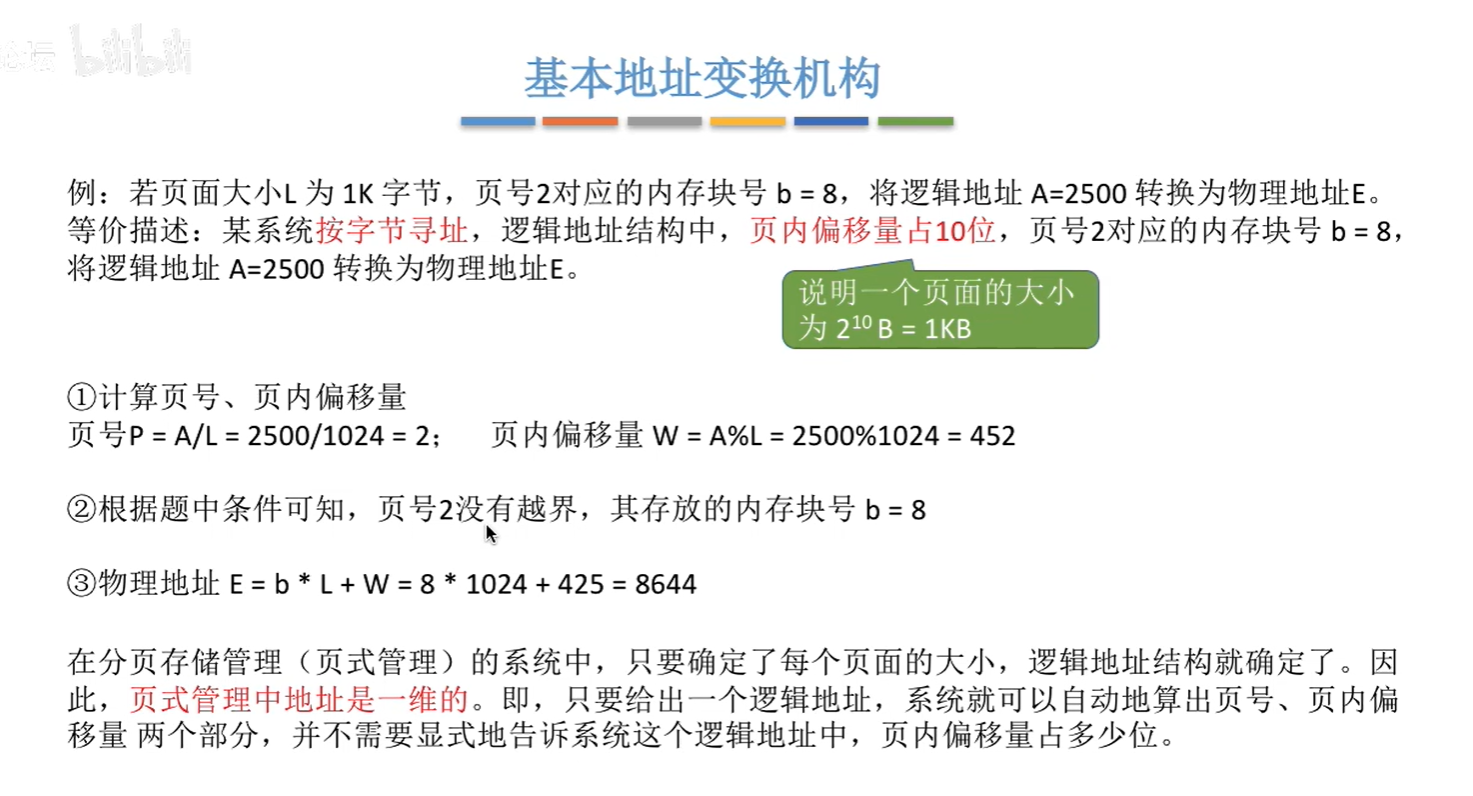 坛 bilibili
基本地址变换机构
例：若页面大小L 为 1K 字节，页号2对应的内存块号 b = 8，将逻辑地址 A=2500 转换为物理地址E。
等价描述：某系统按字节寻址，逻辑地址结构中，页内偏移量占10位，页号2对应的内存块号 b = 8，
将逻辑地址 A=2500 转换为物理地址E。
说明一个页面的大小
为 2¹⁰ B = 1KB
①计算页号、页内偏移量
页号P = A/L = 2500/1024 = 2； 页内偏移量 W = A%L = 2500%1024 = 452
②根据题中条件可知，页号2没有越界，其存放的内存块号 b = 8
③物理地址 E = b * L + W = 8 * 1024 + 425 = 8644
在分页存储管理（页式管理）的系统中，只要确定了每个页面的大小，逻辑地址结构就确定了。因
此，页式管理中地址是一维的。即，只要给出一个逻辑地址，系统就可以自动地算出页号、页内偏
移量 两个部分，并不需要显式地告诉系统这个逻辑地址中，页内偏移量占多少位。